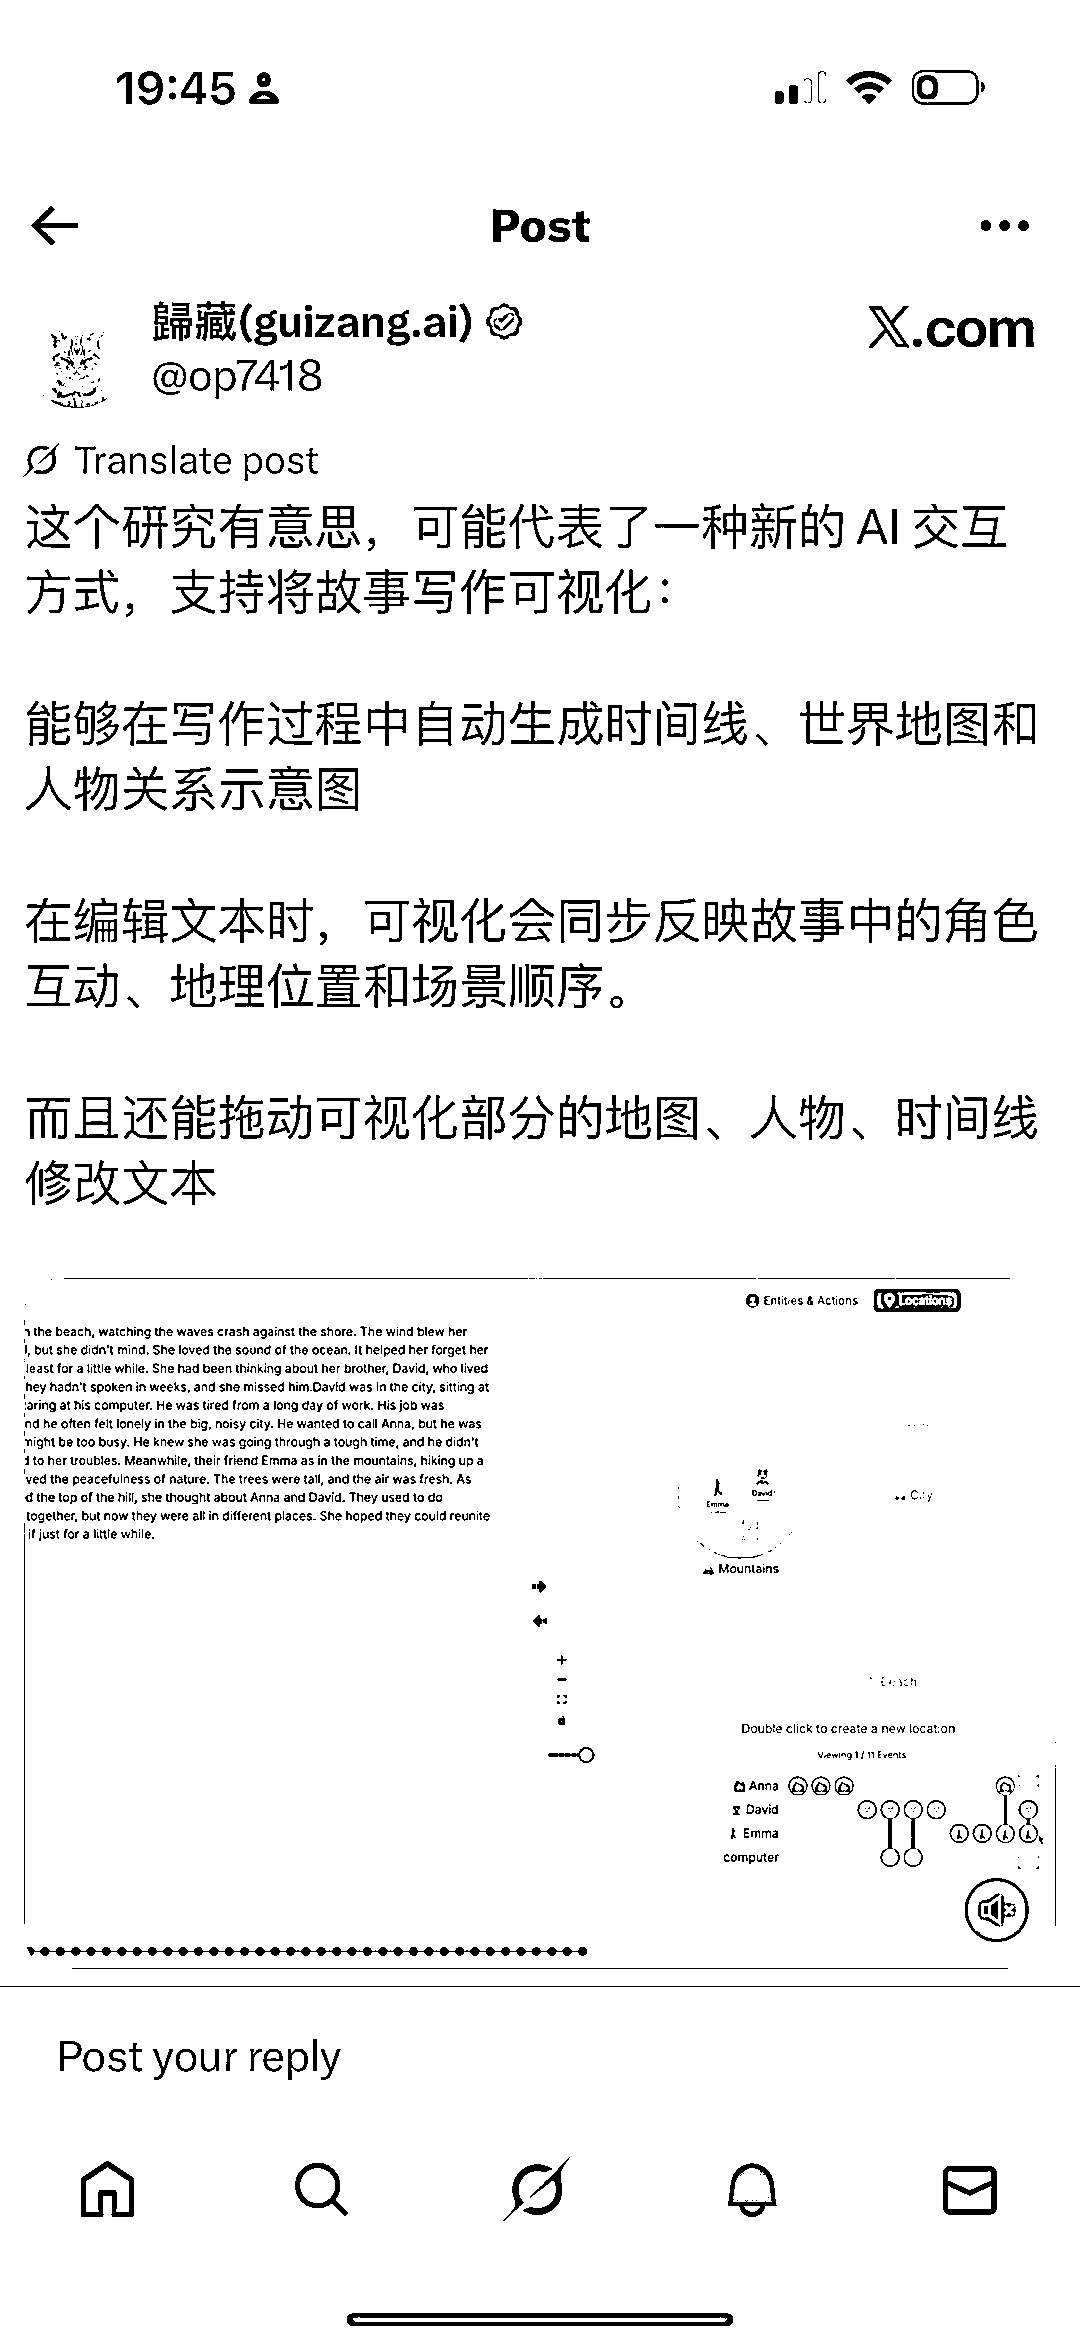 19:45
Post
歸藏(guizang.ai)
X.com
@op7418
Translate post
这个研究有意思，可能代表了一种新的 AI 交互
方式，支持将故事写作可视化：
能够在写作过程中自动生成时间线、世界地图和
人物关系示意图
在编辑文本时，可视化会同步反映故事中的角色
互动、地理位置和场景顺序。
而且还能拖动可视化部分的地图、人物、时间线
修改文本
Entities & Actions
Locations
the beach, watching the waves crash against the shore. The wind blew her
, but she didn't mind. She loved the sound of the ocean. It helped her forget her
least for a little while. She had been thinking about her brother, David, who lived
hey hadn't spoken in weeks, and she missed him.David was in the city, sitting at
aring at his computer. He was tired from a long day of work. His job was
nd he often felt lonely in the big, noisy city. He wanted to call Anna, but he was
might be too busy. He knew she was going through a tough time, and he didn't
to her troubles. Meanwhile, their friend Emma as in the mountains, hiking up a
ved the peacefulness of nature. The trees were tall, and the air was fresh. As
d the top of the hill, she thought about Anna and David. They used to do
together, but now they were all in different places. She hoped they could reunite
if just for a little while.
Emma
David
City
Mountains
Beach
Double click to create a new location
Viewing 1 / 11 Events
Anna
David
Emma
computer
Post your reply